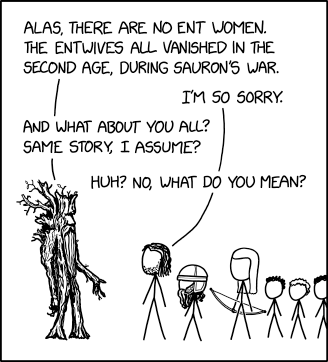 ALAS, THERE ARE NO ENT WOMEN.
THE ENTWIVES ALL VANISHED IN THE
SECOND AGE, DURING SAURON'S WAR.
I'M SO SORRY.
AND WHAT ABOUT YOU ALL?
SAME STORY, I ASSUME?
HUH? NO, WHAT DO YOU MEAN?